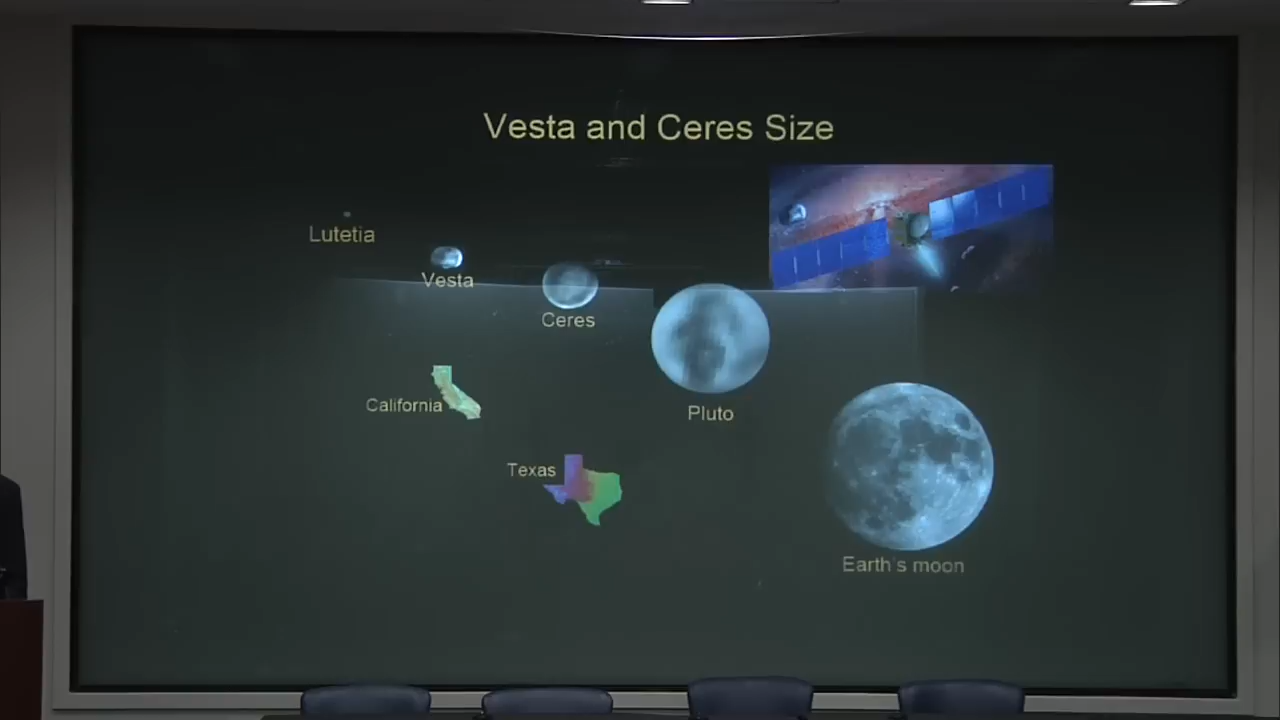 Vesta and Ceres Size
Lutetia
Vesta
Ceres
California
Pluto
Texas
Earth's moon